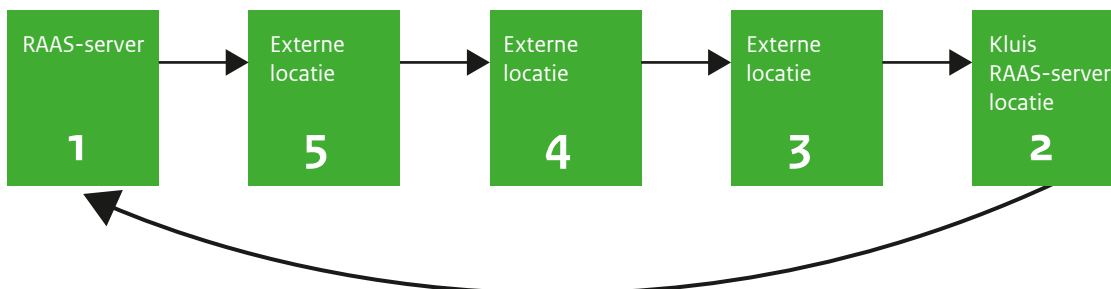 RAAS-server
1
Externe
locatie
5
Externe
locatie
4
Externe
locatie
3
Kluis
RAAS-server
locatie
2